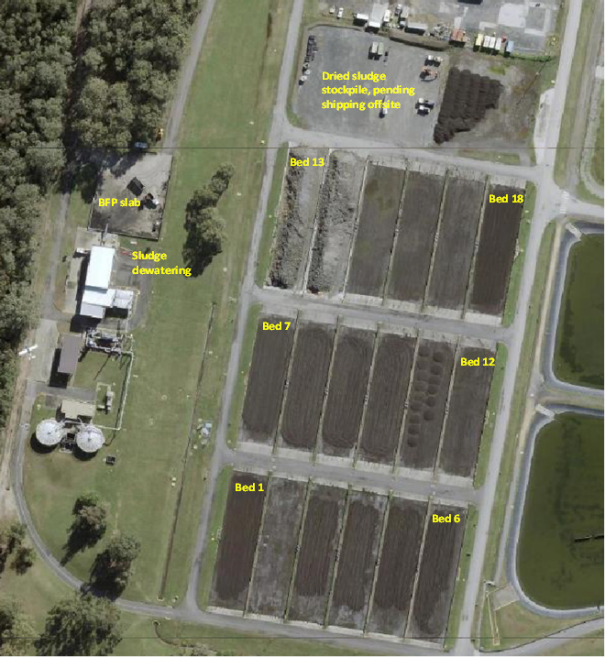 Dried sludge
stockpile, pending
shipping offsite
Bed 13
Bed 18
BFP slab
Sludge
dewatering
Bed 7
Bed 12
Bed 1
Bed 6